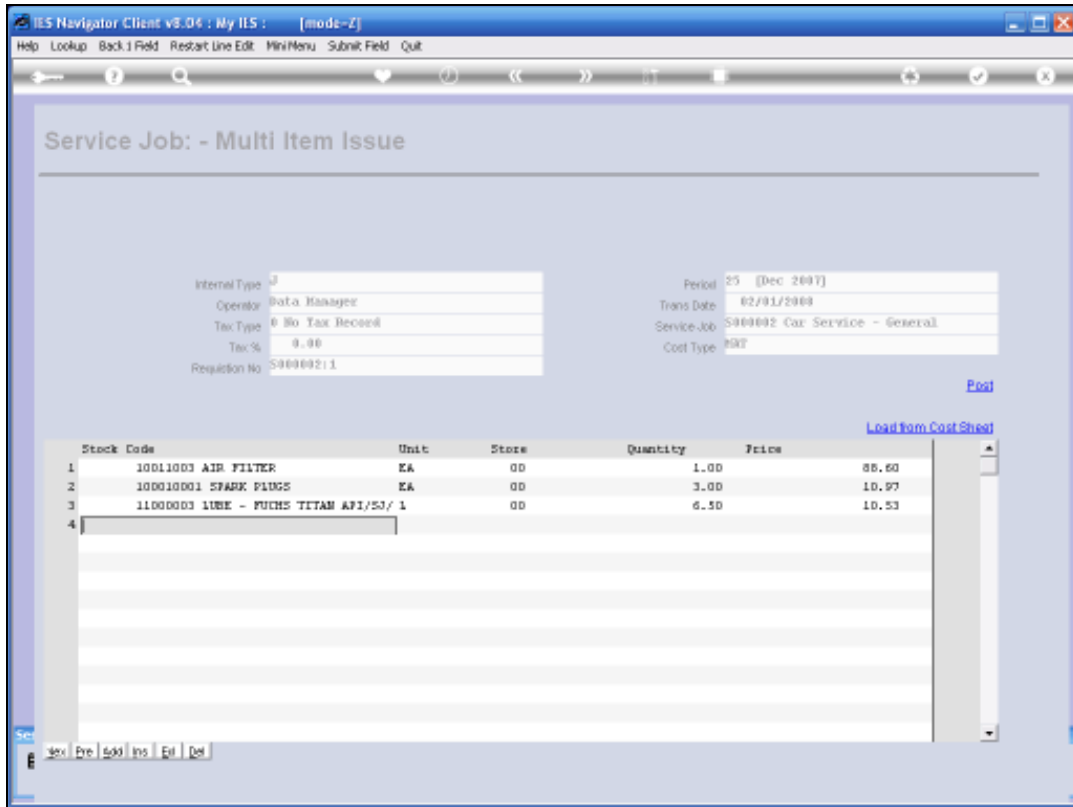 IES Navigator Client v8.04 : My IES : [mode=Z]
Help Lookup Back 1 Field Restart Line Edit MiniMenu Submit Field Quit
Service Job: - Multi Item Issue
Internal Type J Period 25 [Dec 2007]
Operator Data Manager Trans Date 02/01/2008
Tax Type 0 No Tax Record Service Job S000002 Car Service - General
Tax % 0.00 Cost Type
Requistion No S000002:1
Post
Load from Cost Sheet
Stock Code Unit Store Quantity Price
1 10011003 AIR FILTER EA 00 1.00 88.60
2 100010001 SPARK PLUGS EA 00 3.00 10.97
3 11000003 LUBE - FUCHS TITAN API/SJ/ 1 00 6.50 10.53
4
Nex Pre Add Ins Ed Del